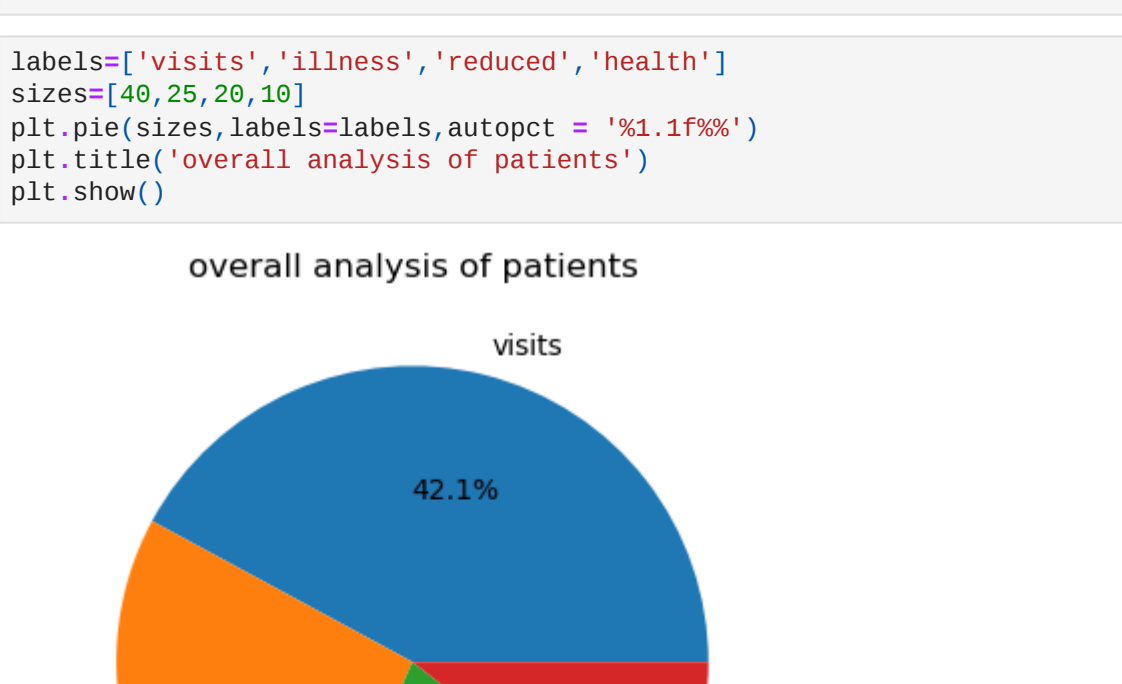 labels=['visits','illness','reduced','health']
sizes=[40,25,20,10]
plt.pie(sizes,labels=labels,autopct = '%1.1f%%')
plt.title('overall analysis of patients')
plt.show()
overall analysis of patients
visits
42.1%